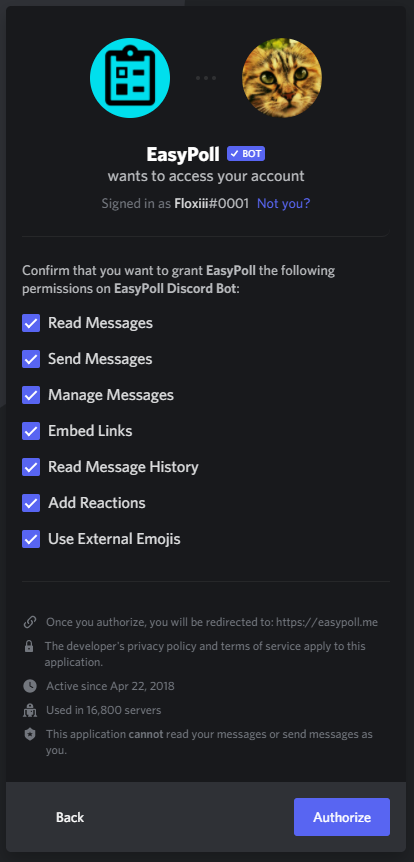 EasyPoll ✓ BOT
wants to access your account
Signed in as Floxiii#0001 Not you?
Confirm that you want to grant EasyPoll the following
permissions on EasyPoll Discord Bot:
Read Messages
Send Messages
Manage Messages
Embed Links
Read Message History
Add Reactions
Use External Emojis
Once you authorize, you will be redirected to: https://easypoll.me
The developer's privacy policy and terms of service apply to this
application.
Active since Apr 22, 2018
Used in 16,800 servers
This application cannot read your messages or send messages as
you.
Back Authorize